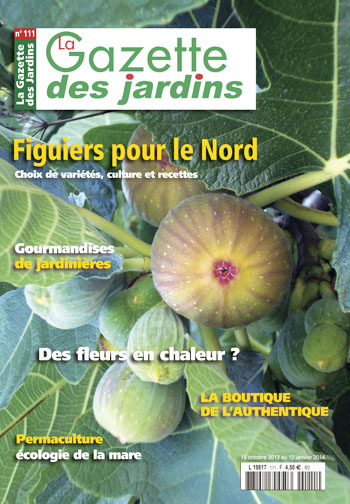 n° 111
La Gazette
des Jardins
La
Gazette
des jardins
Figuiers pour le Nord
Choix de variétés, culture et recettes
Gourmandises
de jardinières
Des fleurs en chaleur ?
LA BOUTIQUE
DE L'AUTHENTIQUE
Permaculture
écologie de la mare
15 octobre 2013 au 15 janvier 2014
L 19817 - 111 - F: 4,50 € - RD